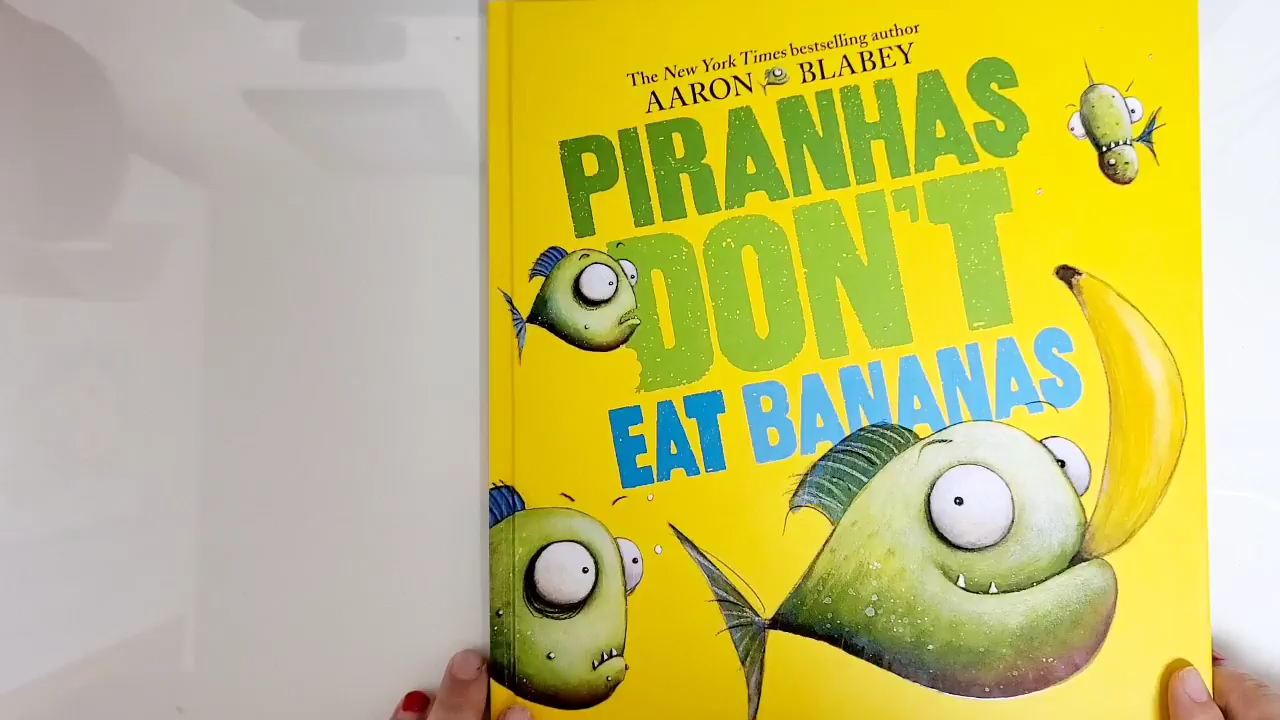 The New York Times bestselling author
AARON BLABEY
PIRANHAS
DON'T
EAT BANANAS